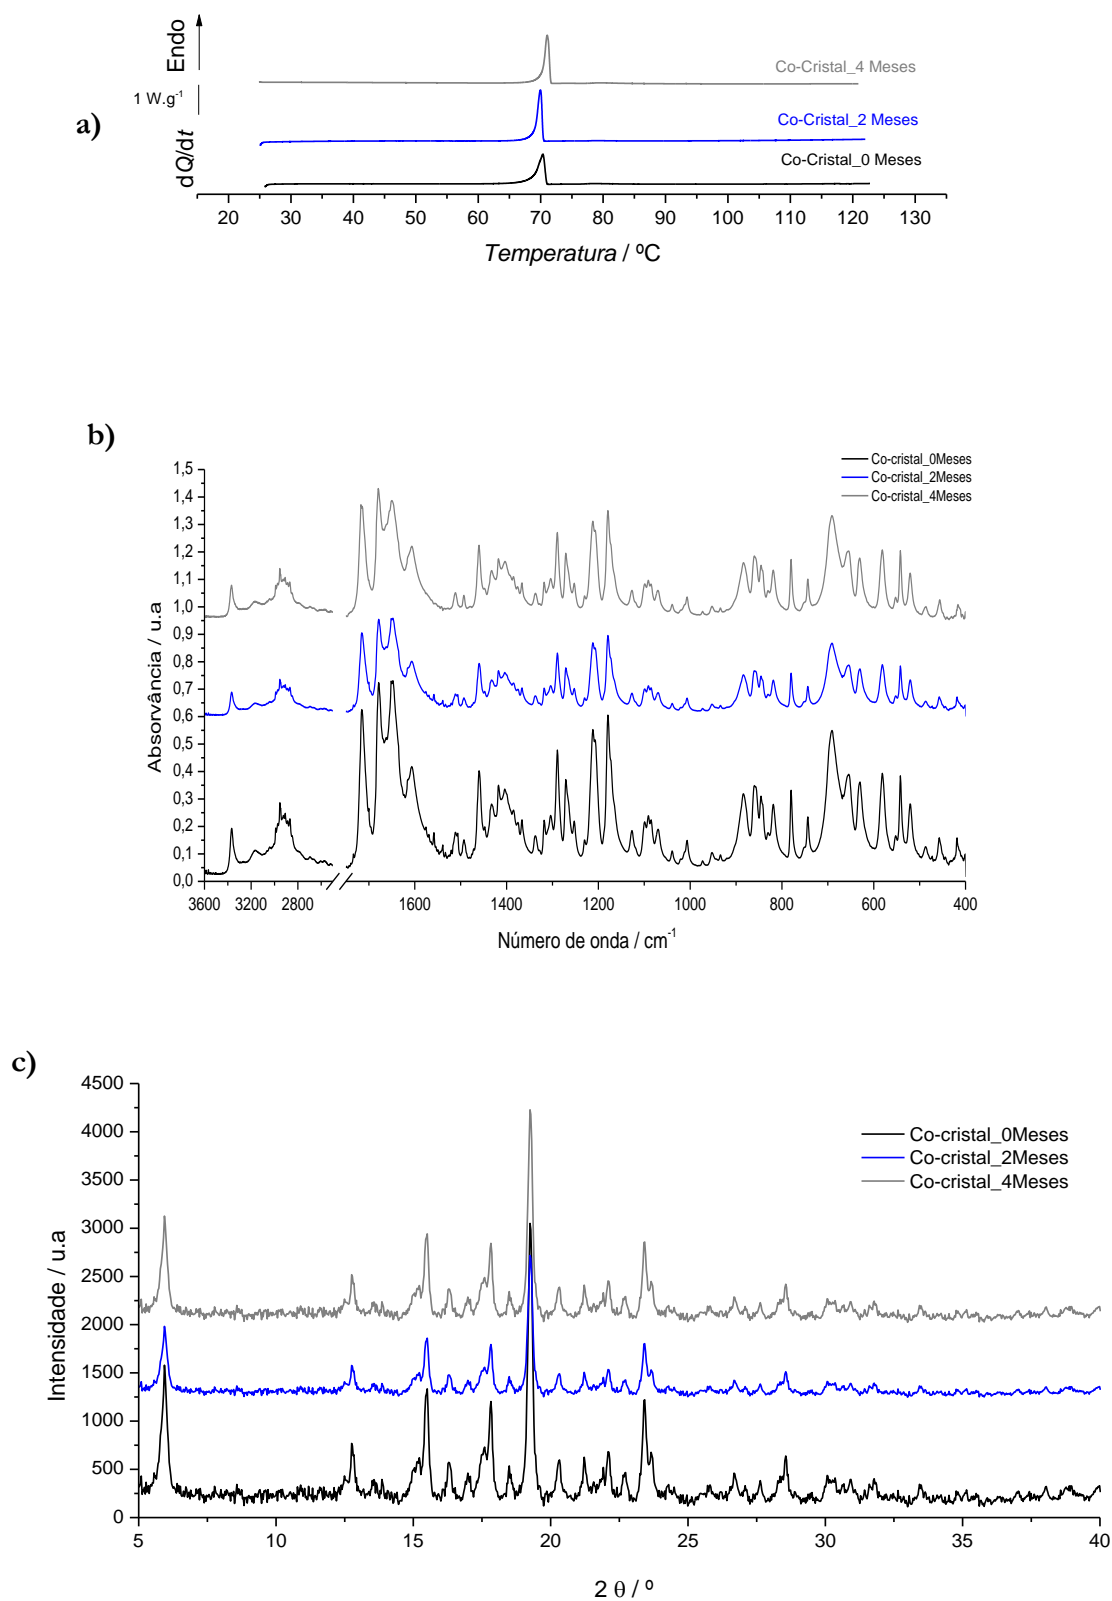 a)
Endo
1 W.g-1
dQ/dt
Co-Cristal_4 Meses
Co-Cristal_2 Meses
Co-Cristal_0 Meses
20 30 40 50 60 70 80 90 100 110 120 130
Temperatura / ºC
b)
Co-cristal_0Meses
Co-cristal_2Meses
Co-cristal_4Meses
Absorvância / u.a
1,5
1,4
1,3
1,2
1,1
1,0
0,9
0,8
0,7
0,6
0,5
0,4
0,3
0,2
0,1
0,0
3600 3200 2800 1600 1400 1200 1000 800 600 400
Número de onda / cm-1
c)
Co-cristal_0Meses
Co-cristal_2Meses
Co-cristal_4Meses
Intensidade / u.a
4500
4000
3500
3000
2500
2000
1500
1000
500
0
5 10 15 20 25 30 35 40
2 θ / º